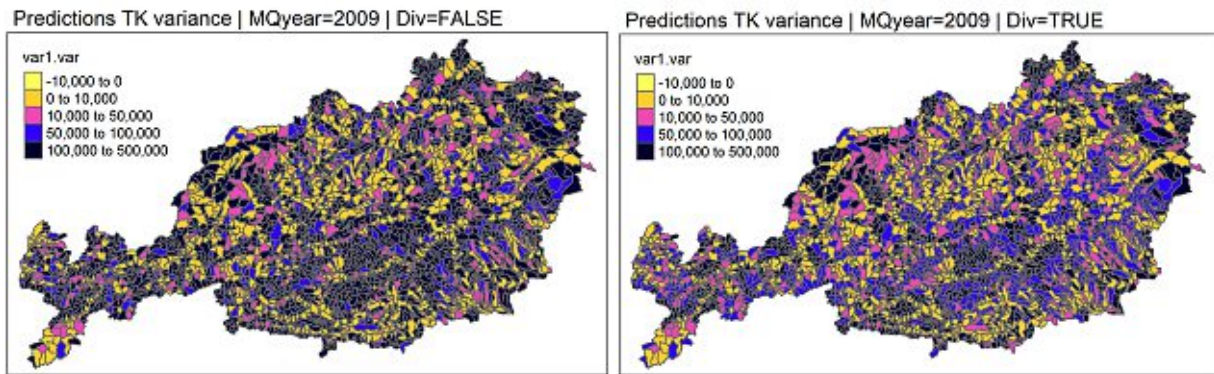 Predictions TK variance | MQyear=2009 | Div=FALSE
var1.var
-10,000 to 0
0 to 10,000
10,000 to 50,000
50,000 to 100,000
100,000 to 500,000
Predictions TK variance | MQyear=2009 | Div=TRUE
var1.var
-10,000 to 0
0 to 10,000
10,000 to 50,000
50,000 to 100,000
100,000 to 500,000